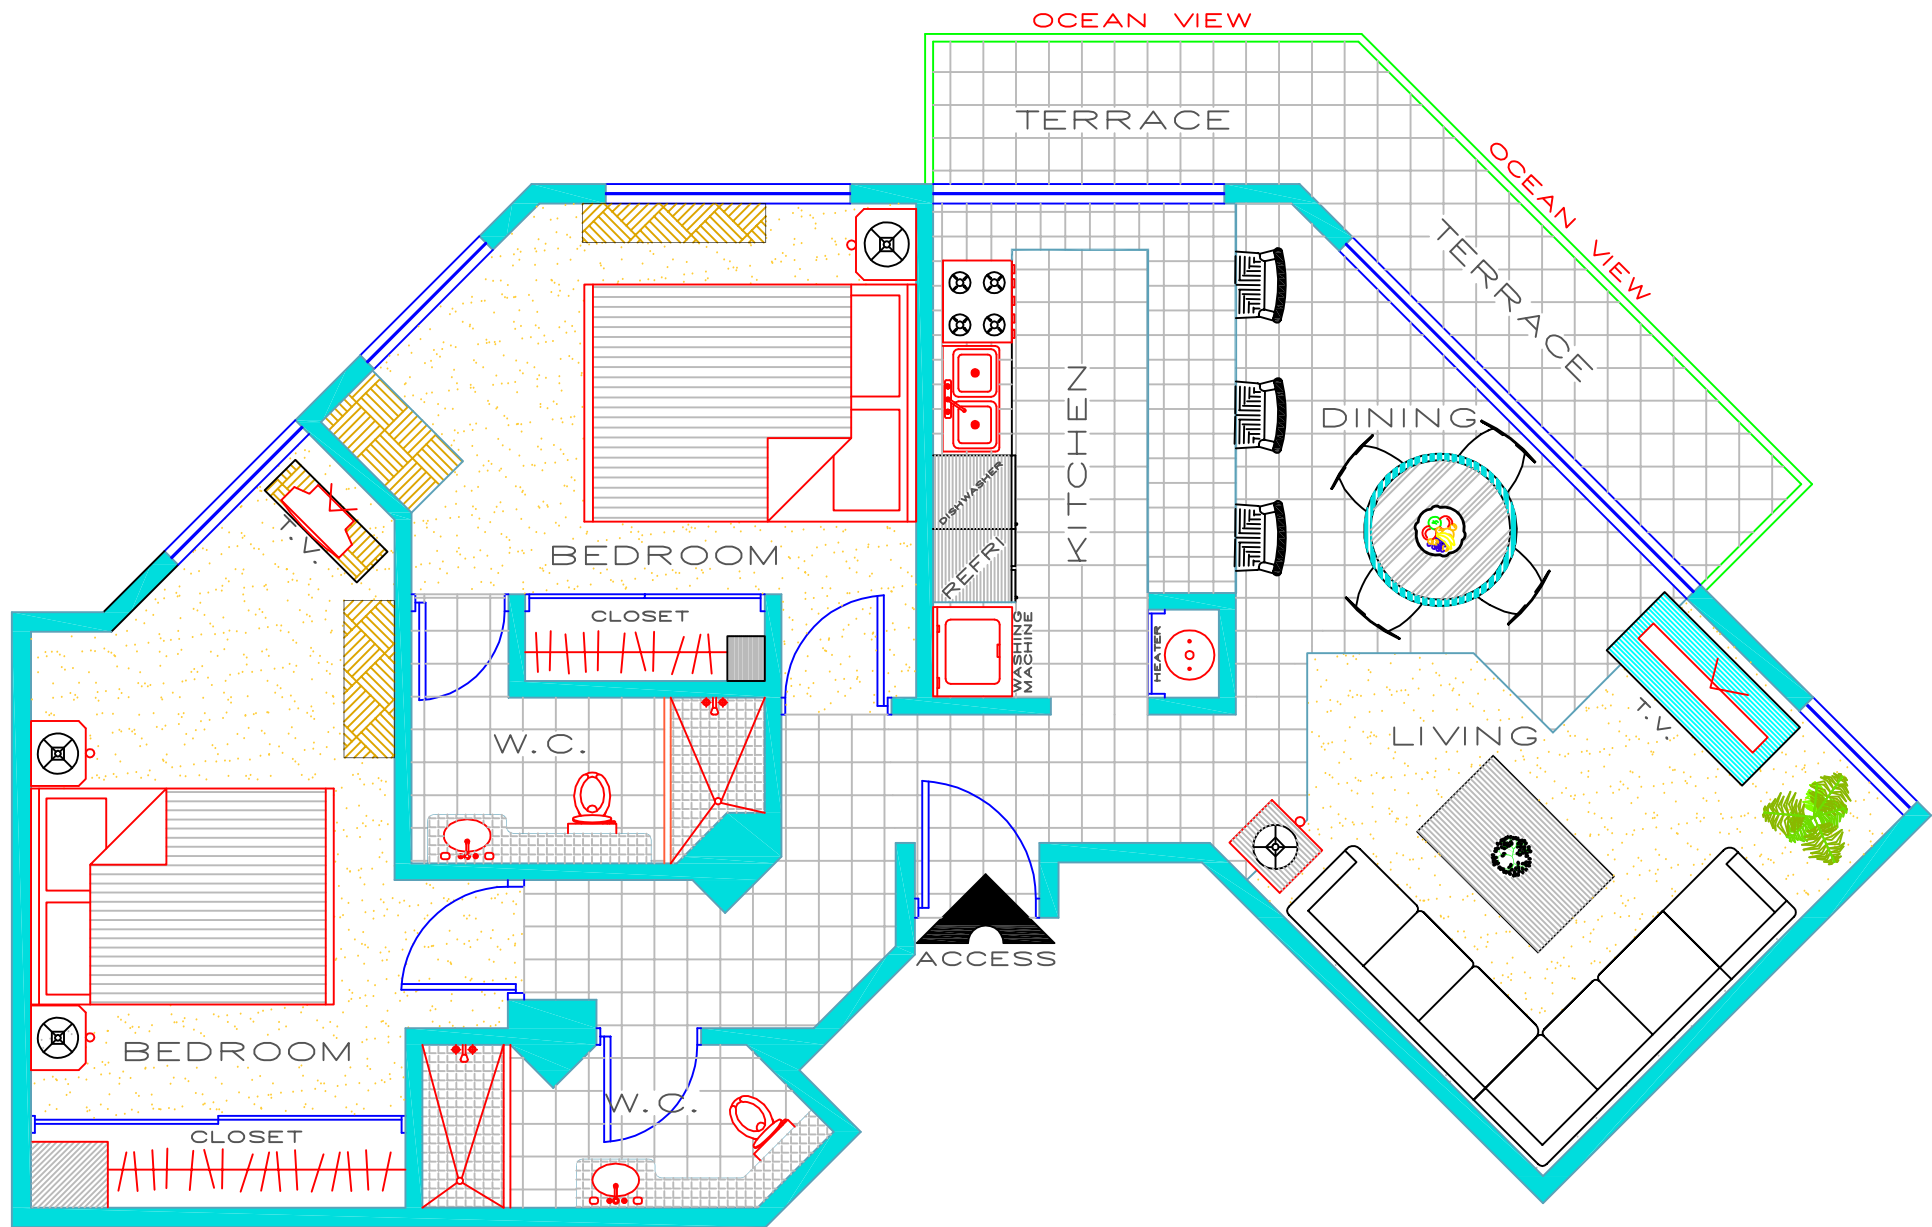 OCEAN VIEW
TERRACE
OCEAN VIEW
TERRACE
KITCHEN
DINING
DISHWASHER
REFRI
T.V.
BEDROOM
CLOSET
WASHING
MACHINE
HEATER
T.V.
LIVING
W.C.
ACCESS
BEDROOM
W.C.
CLOSET